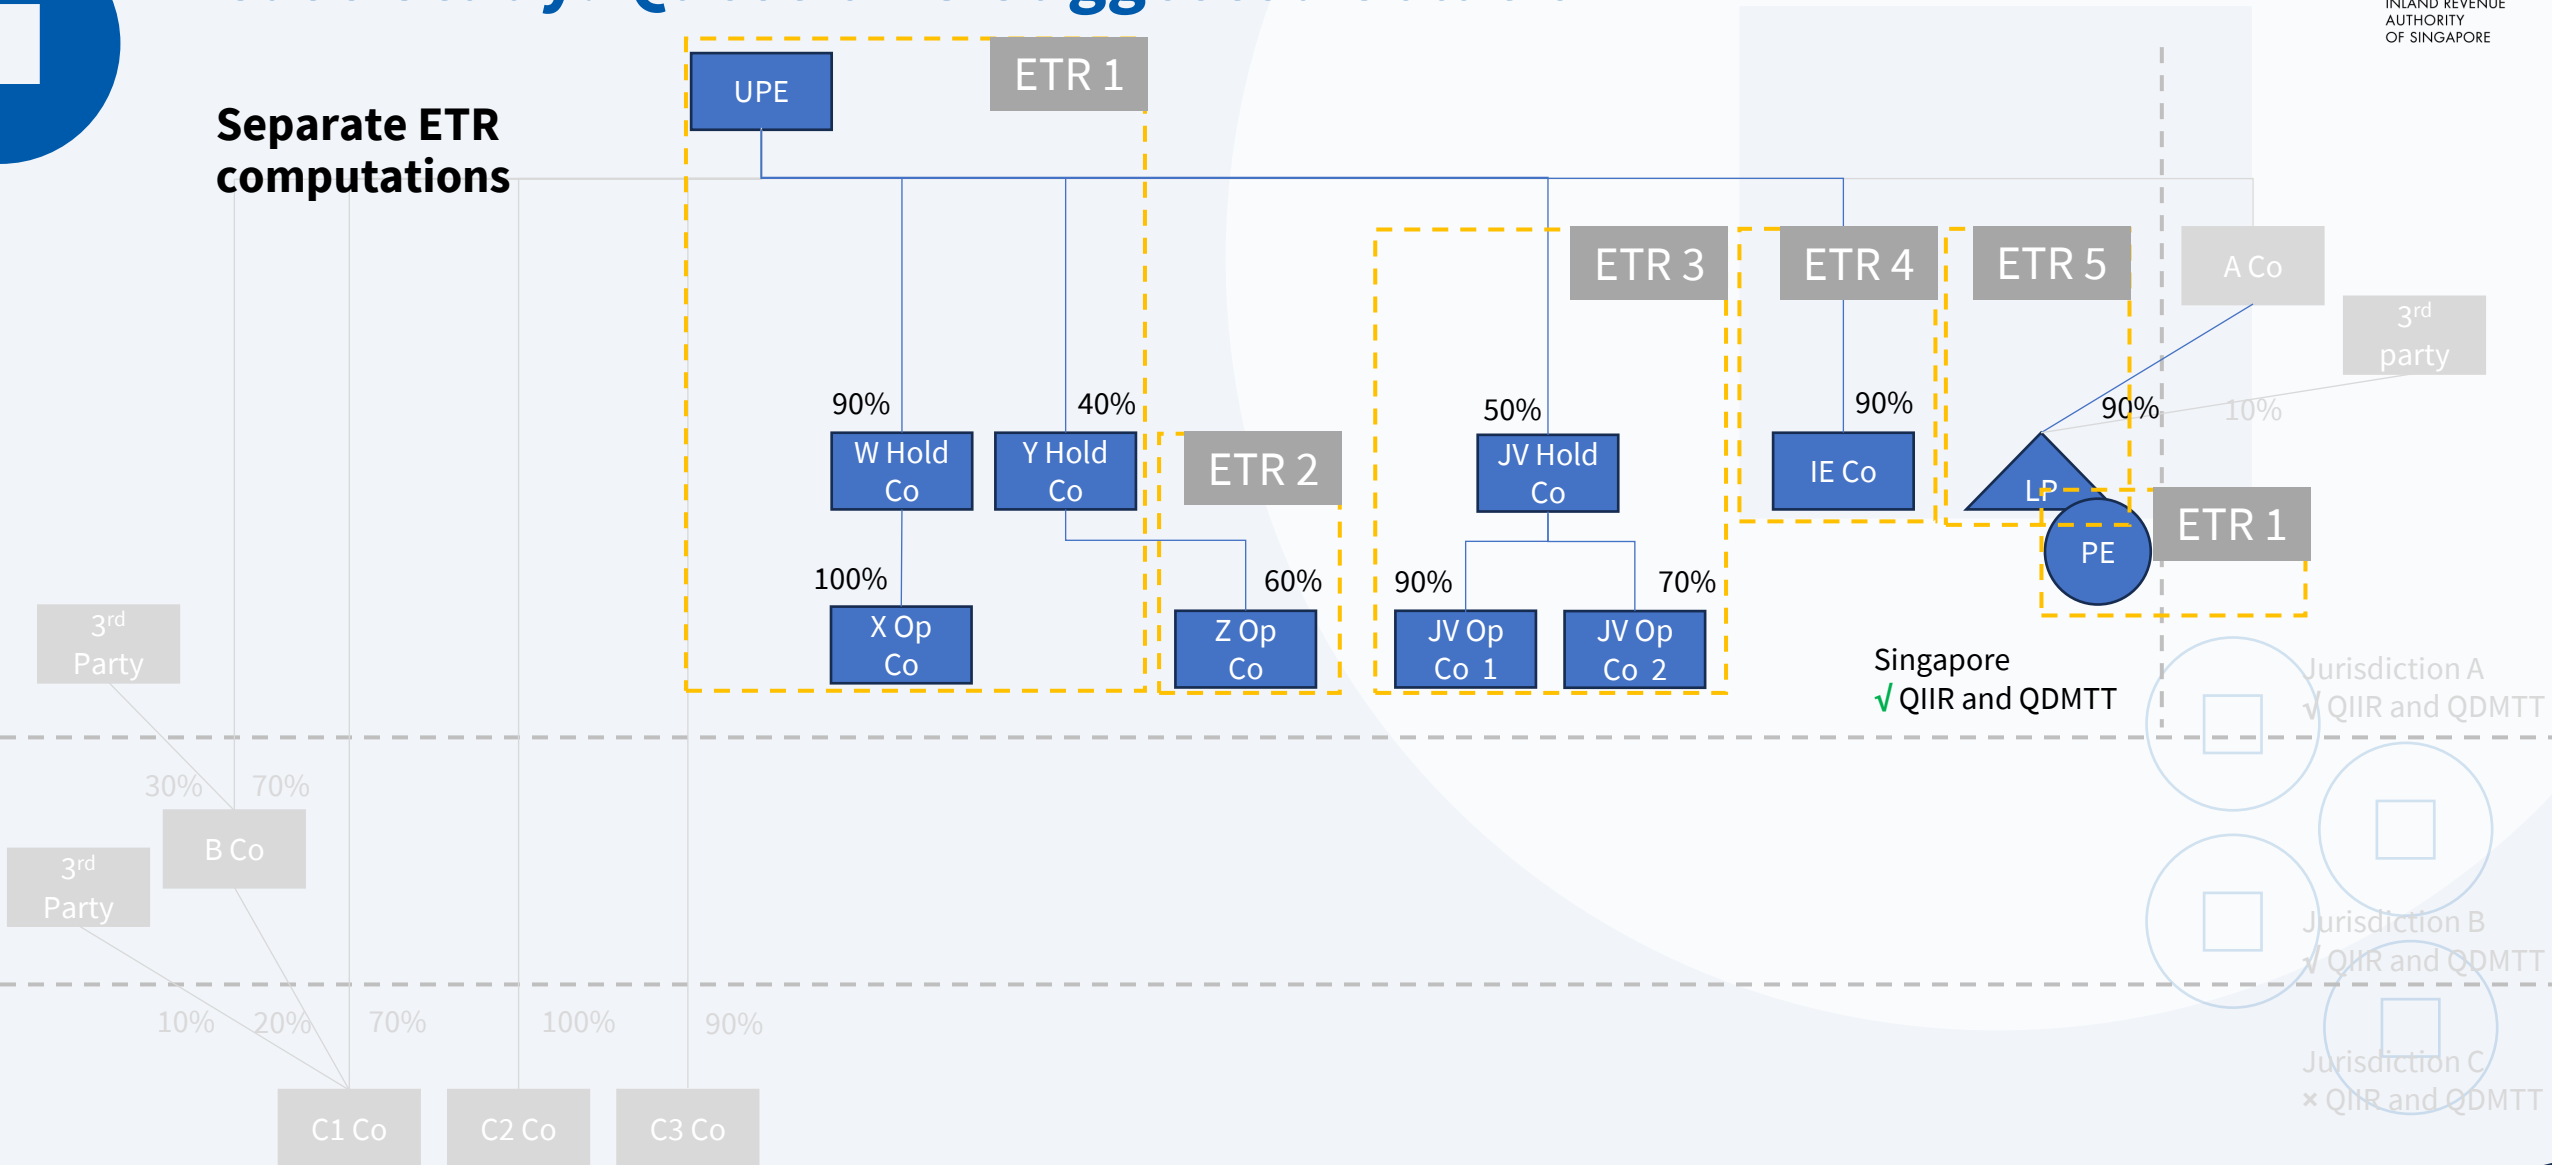 INLAND REVENUE
AUTHORITY
OF SINGAPORE
Separate ETR
computations
UPE
ETR 1
ETR 3
ETR 4
ETR 5
A Co
3rd
party
90%
40%
50%
90%
90%
10%
W Hold
Co
Y Hold
Co
ETR 2
JV Hold
Co
IE Co
LP
PE
ETR 1
100%
60%
90%
70%
X Op
Co
Z Op
Co
JV Op
Co 1
JV Op
Co 2
3rd
Party
Singapore
√ QIIR and QDMTT
Jurisdiction A
√ QIIR and QDMTT
30%
70%
B Co
3rd
Party
Jurisdiction B
√ QIIR and QDMTT
10%
20%
70%
100%
90%
Jurisdiction C
× QIIR and QDMTT
C1 Co
C2 Co
C3 Co